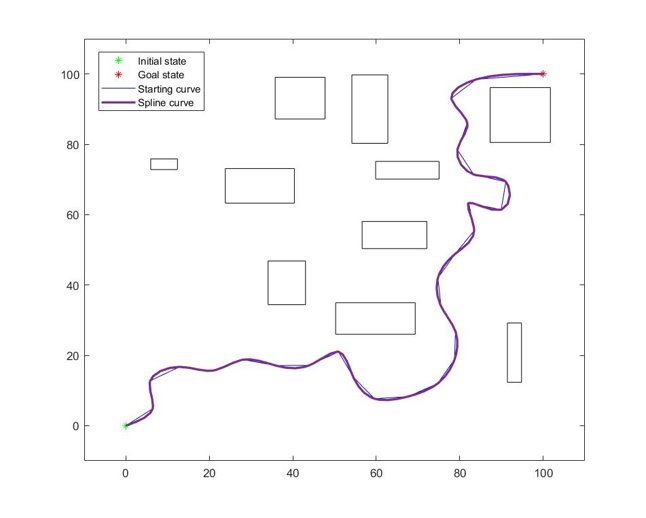 Initial state
Goal state
Starting curve
Spline curve
100
80
60
40
20
0
0 20 40 60 80 100